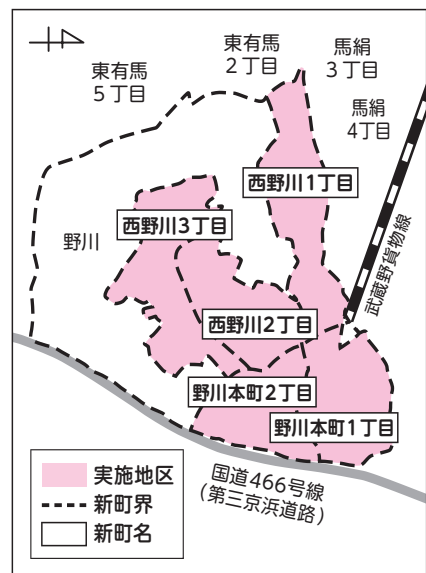 東有馬
5丁目
東有馬
2丁目
馬絹
3丁目
馬絹
4丁目
西野川1丁目
西野川3丁目
野川
武蔵野貨物線
西野川2丁目
野川本町2丁目
野川本町1丁目
国道466号線
(第三京浜道路)
実施地区
新町界
新町名